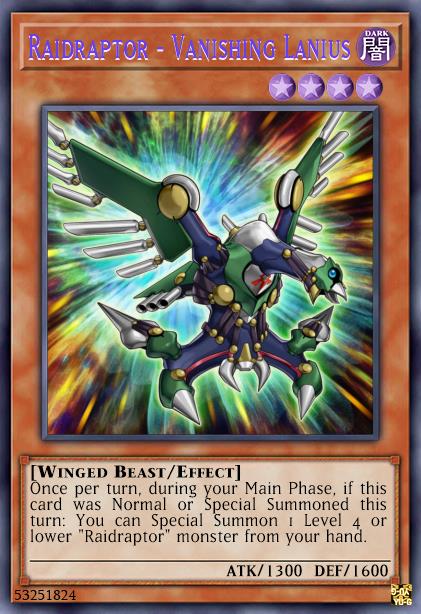 Raidraptor - Vanishing Lanius
DARK
闇
[Winged Beast/Effect]
Once per turn, during your Main Phase, if this
card was Normal or Special Summoned this
turn: You can Special Summon 1 Level 4 or
lower "Raidraptor" monster from your hand.
ATK/1300 DEF/1600
53251824